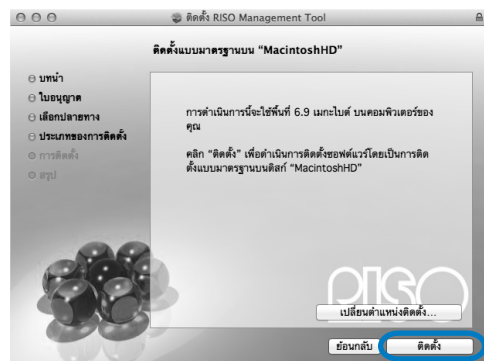 ติดตั้ง RISO Management Tool
ติดตั้งแบบมาตรฐานบน “MacintoshHD”
บทนำ
ใบอนุญาต
เลือกปลายทาง
ประเภทของการติดตั้ง
การติดตั้ง
สรุป
การดำเนินการนี้จะใช้พื้นที่ 6.9 เมกะไบต์ บนคอมพิวเตอร์ของ
คุณ
คลิก “ติดตั้ง” เพื่อดำเนินการติดตั้งซอฟต์แวร์โดยเป็นการติด
ตั้งแบบมาตรฐานบนดิสก์ “MacintoshHD”
RISO
เปลี่ยนตำแหน่งติดตั้ง...
ย้อนกลับ
ติดตั้ง